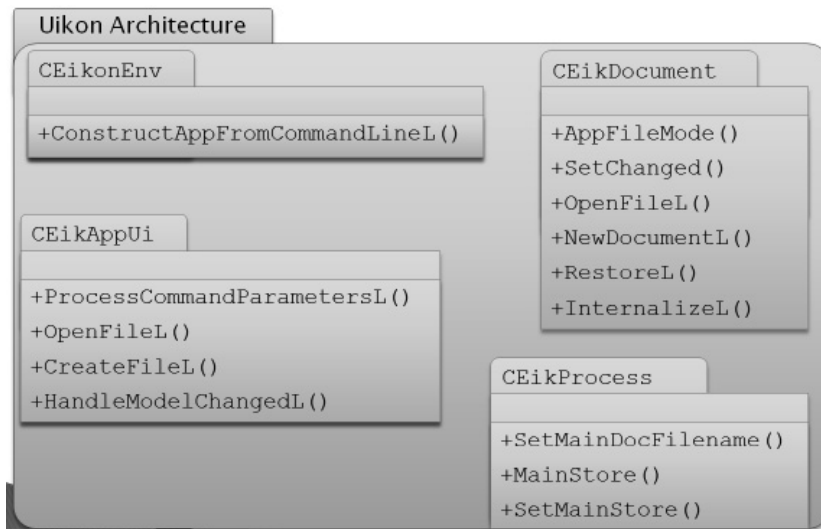 Uikon Architecture
CEikonEnv
+ConstructAppFromCommandLineL()
CEikAppUi
+ProcessCommandParametersL()
+OpenFileL()
+CreateFileL()
+HandleModelChangedL()
CEikDocument
+AppFileMode()
+SetChanged()
+OpenFileL()
+NewDocumentL()
+RestoreL()
+InternalizeL()
CEikProcess
+SetMainDocFilename()
+MainStore()
+SetMainStore()